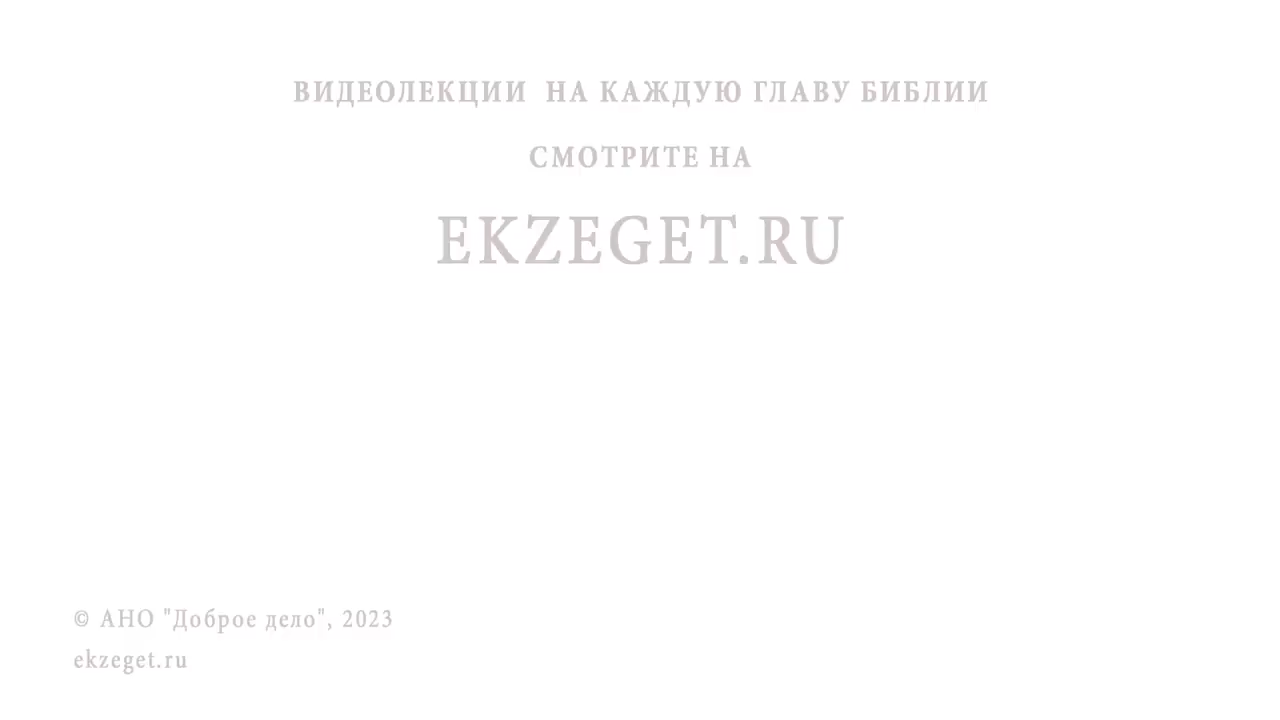 ВИДЕОЛЕКЦИИ НА КАЖДУЮ ГЛАВУ БИБЛИИ
СМОТРИТЕ НА
EKZEGET.RU
© АНО "Доброе дело", 2023
ekzeget.ru